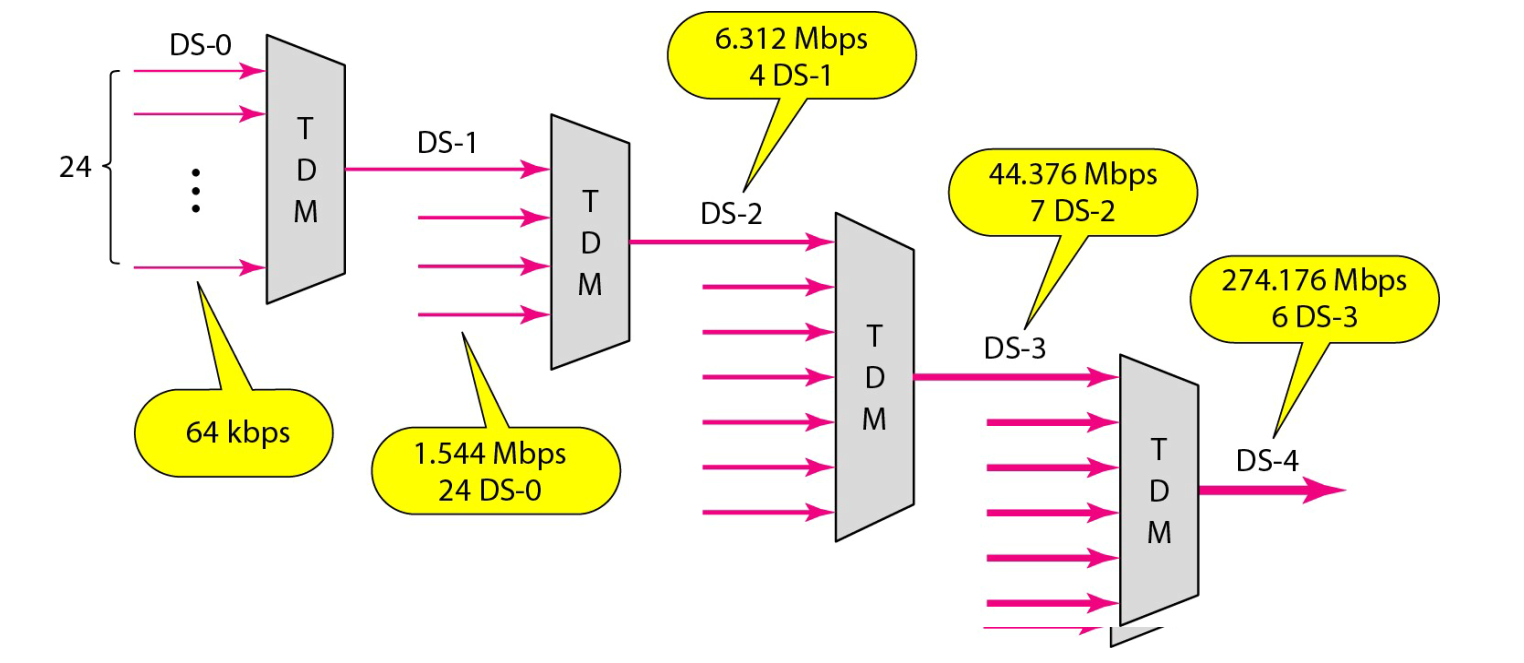 DS-0
24
T
D
M
64 kbps
DS-1
1.544 Mbps
24 DS-0
T
D
M
6.312 Mbps
4 DS-1
DS-2
T
D
M
44.376 Mbps
7 DS-2
DS-3
T
D
M
274.176 Mbps
6 DS-3
DS-4